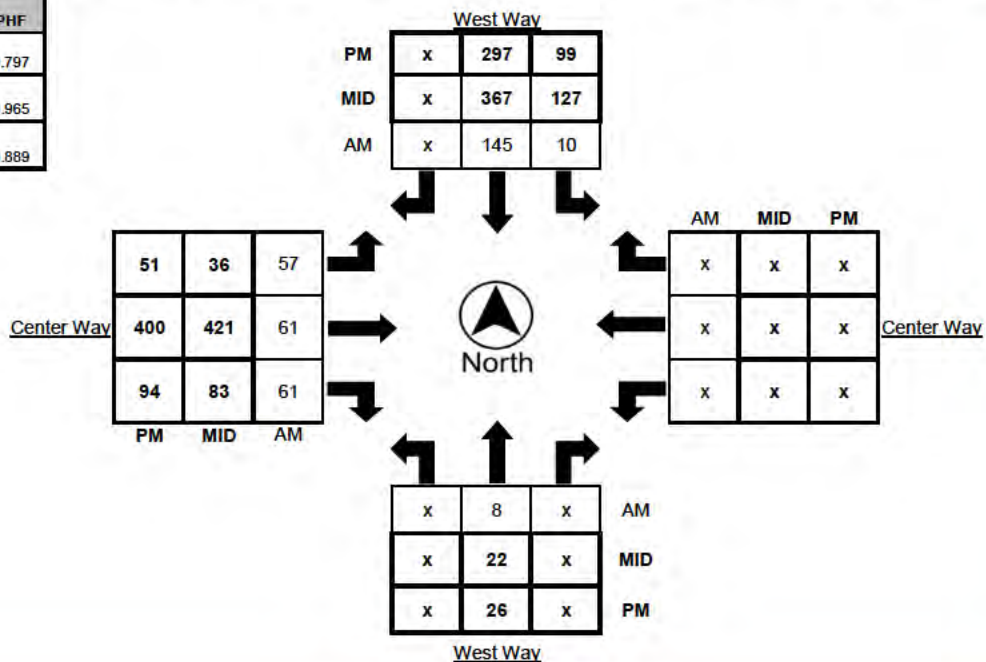 PHF
.797
.965
.889
West Way
PM x 297 99
MID x 367 127
AM x 145 10
AM MID PM
51 36 57
x x x
Center Way 400 421 61
x x x Center Way
North
94 83 61
x x x
PM MID AM
x 8 x AM
x 22 x MID
x 26 x PM
West Way